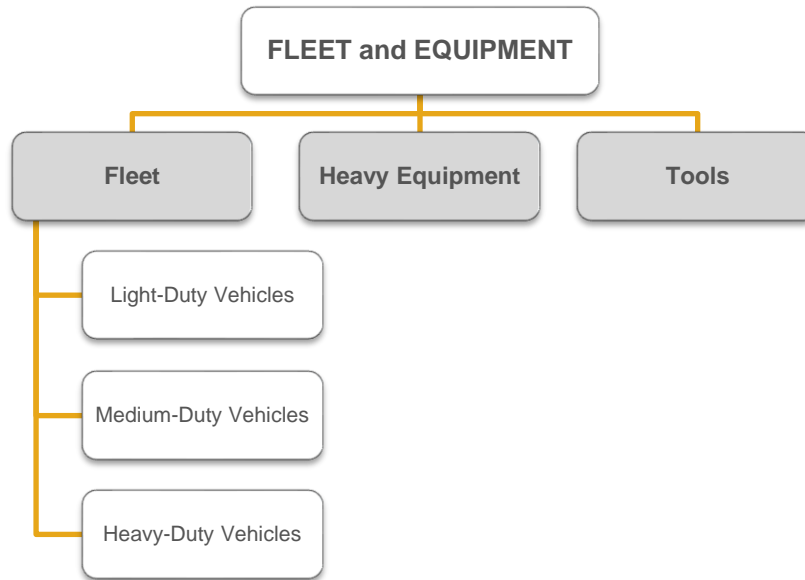 FLEET and EQUIPMENT
Fleet
Heavy Equipment
Tools
Light-Duty Vehicles
Medium-Duty Vehicles
Heavy-Duty Vehicles